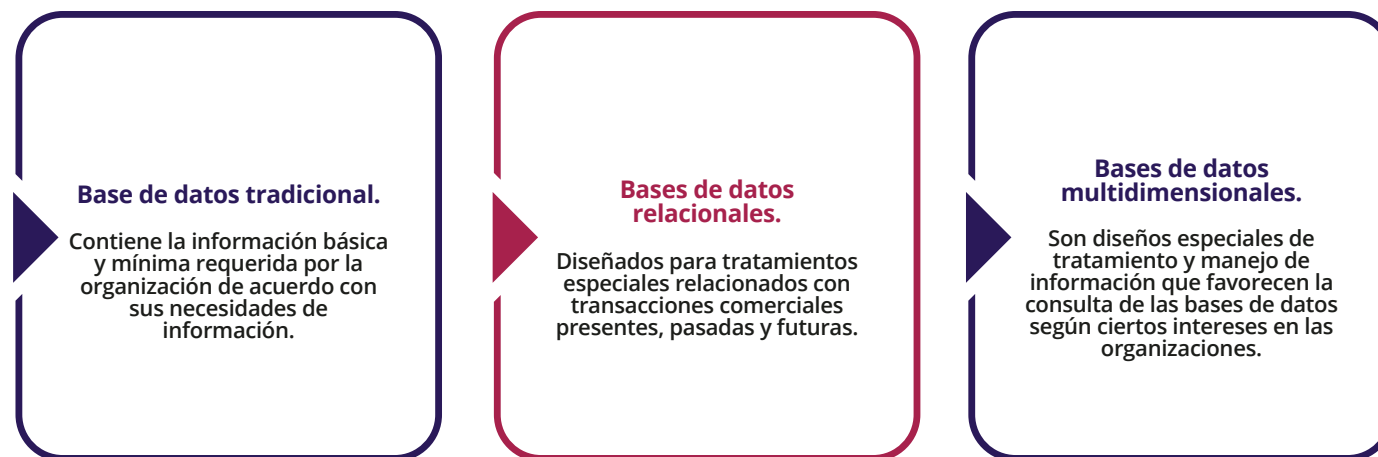 Base de datos tradicional.
Contiene la información básica
y mínima requerida por la
organización de acuerdo con
sus necesidades de
información.
Bases de datos
relacionales.
Diseñados para tratamientos
especiales relacionados con
transacciones comerciales
presentes, pasadas y futuras.
Bases de datos
multidimensionales.
Son diseños especiales de
tratamiento y manejo de
información que favorecen la
consulta de las bases de datos
según ciertos intereses en las
organizaciones.